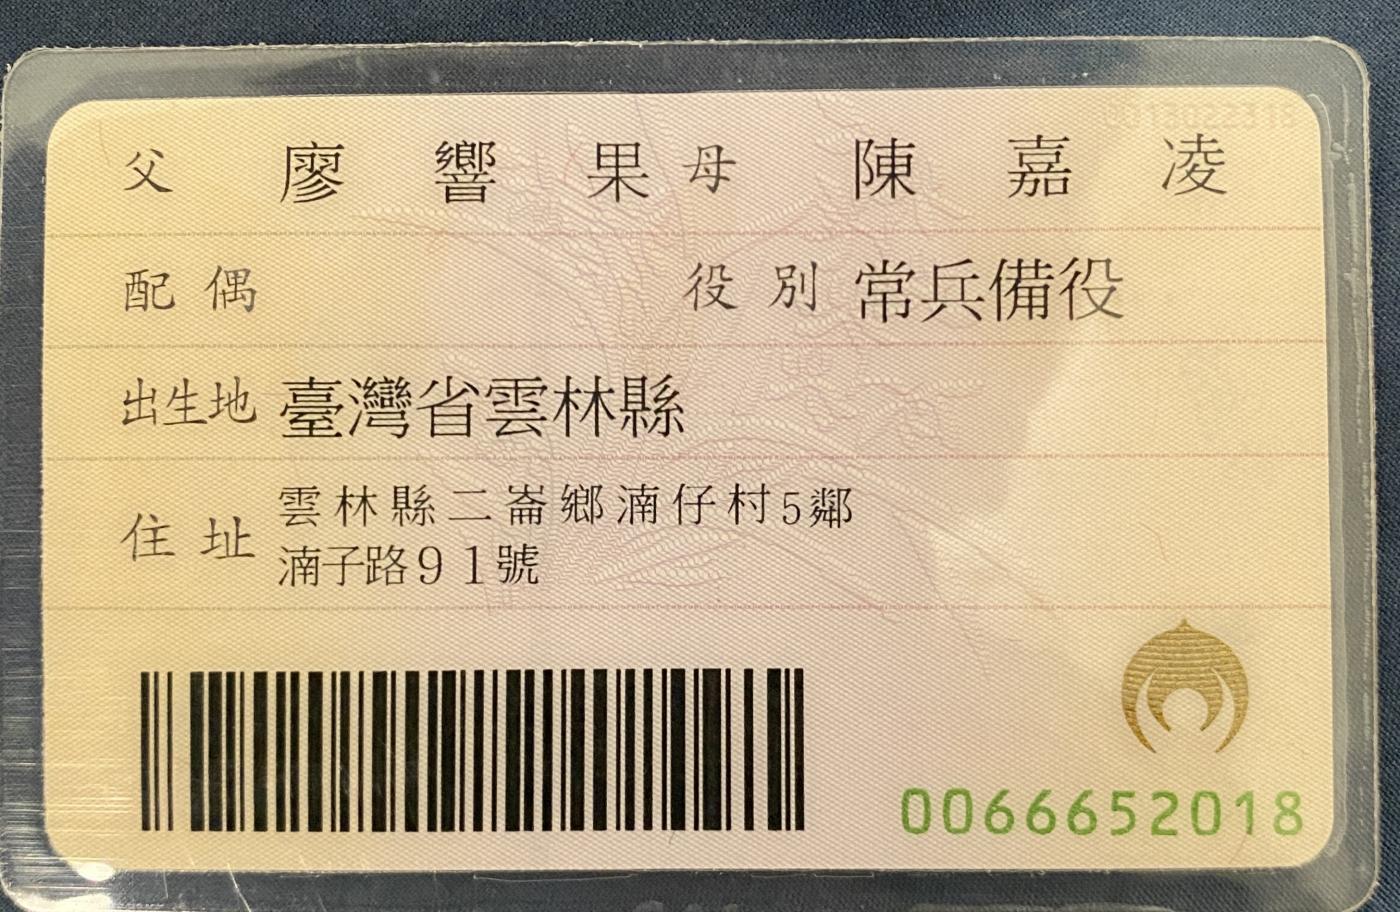 父 廖響果 母 陳嘉凌
配偶 役別 常兵備役
出生地 臺灣省雲林縣
住址 雲林縣二崙鄉湳仔村5鄰
湳子路91號
0066652018